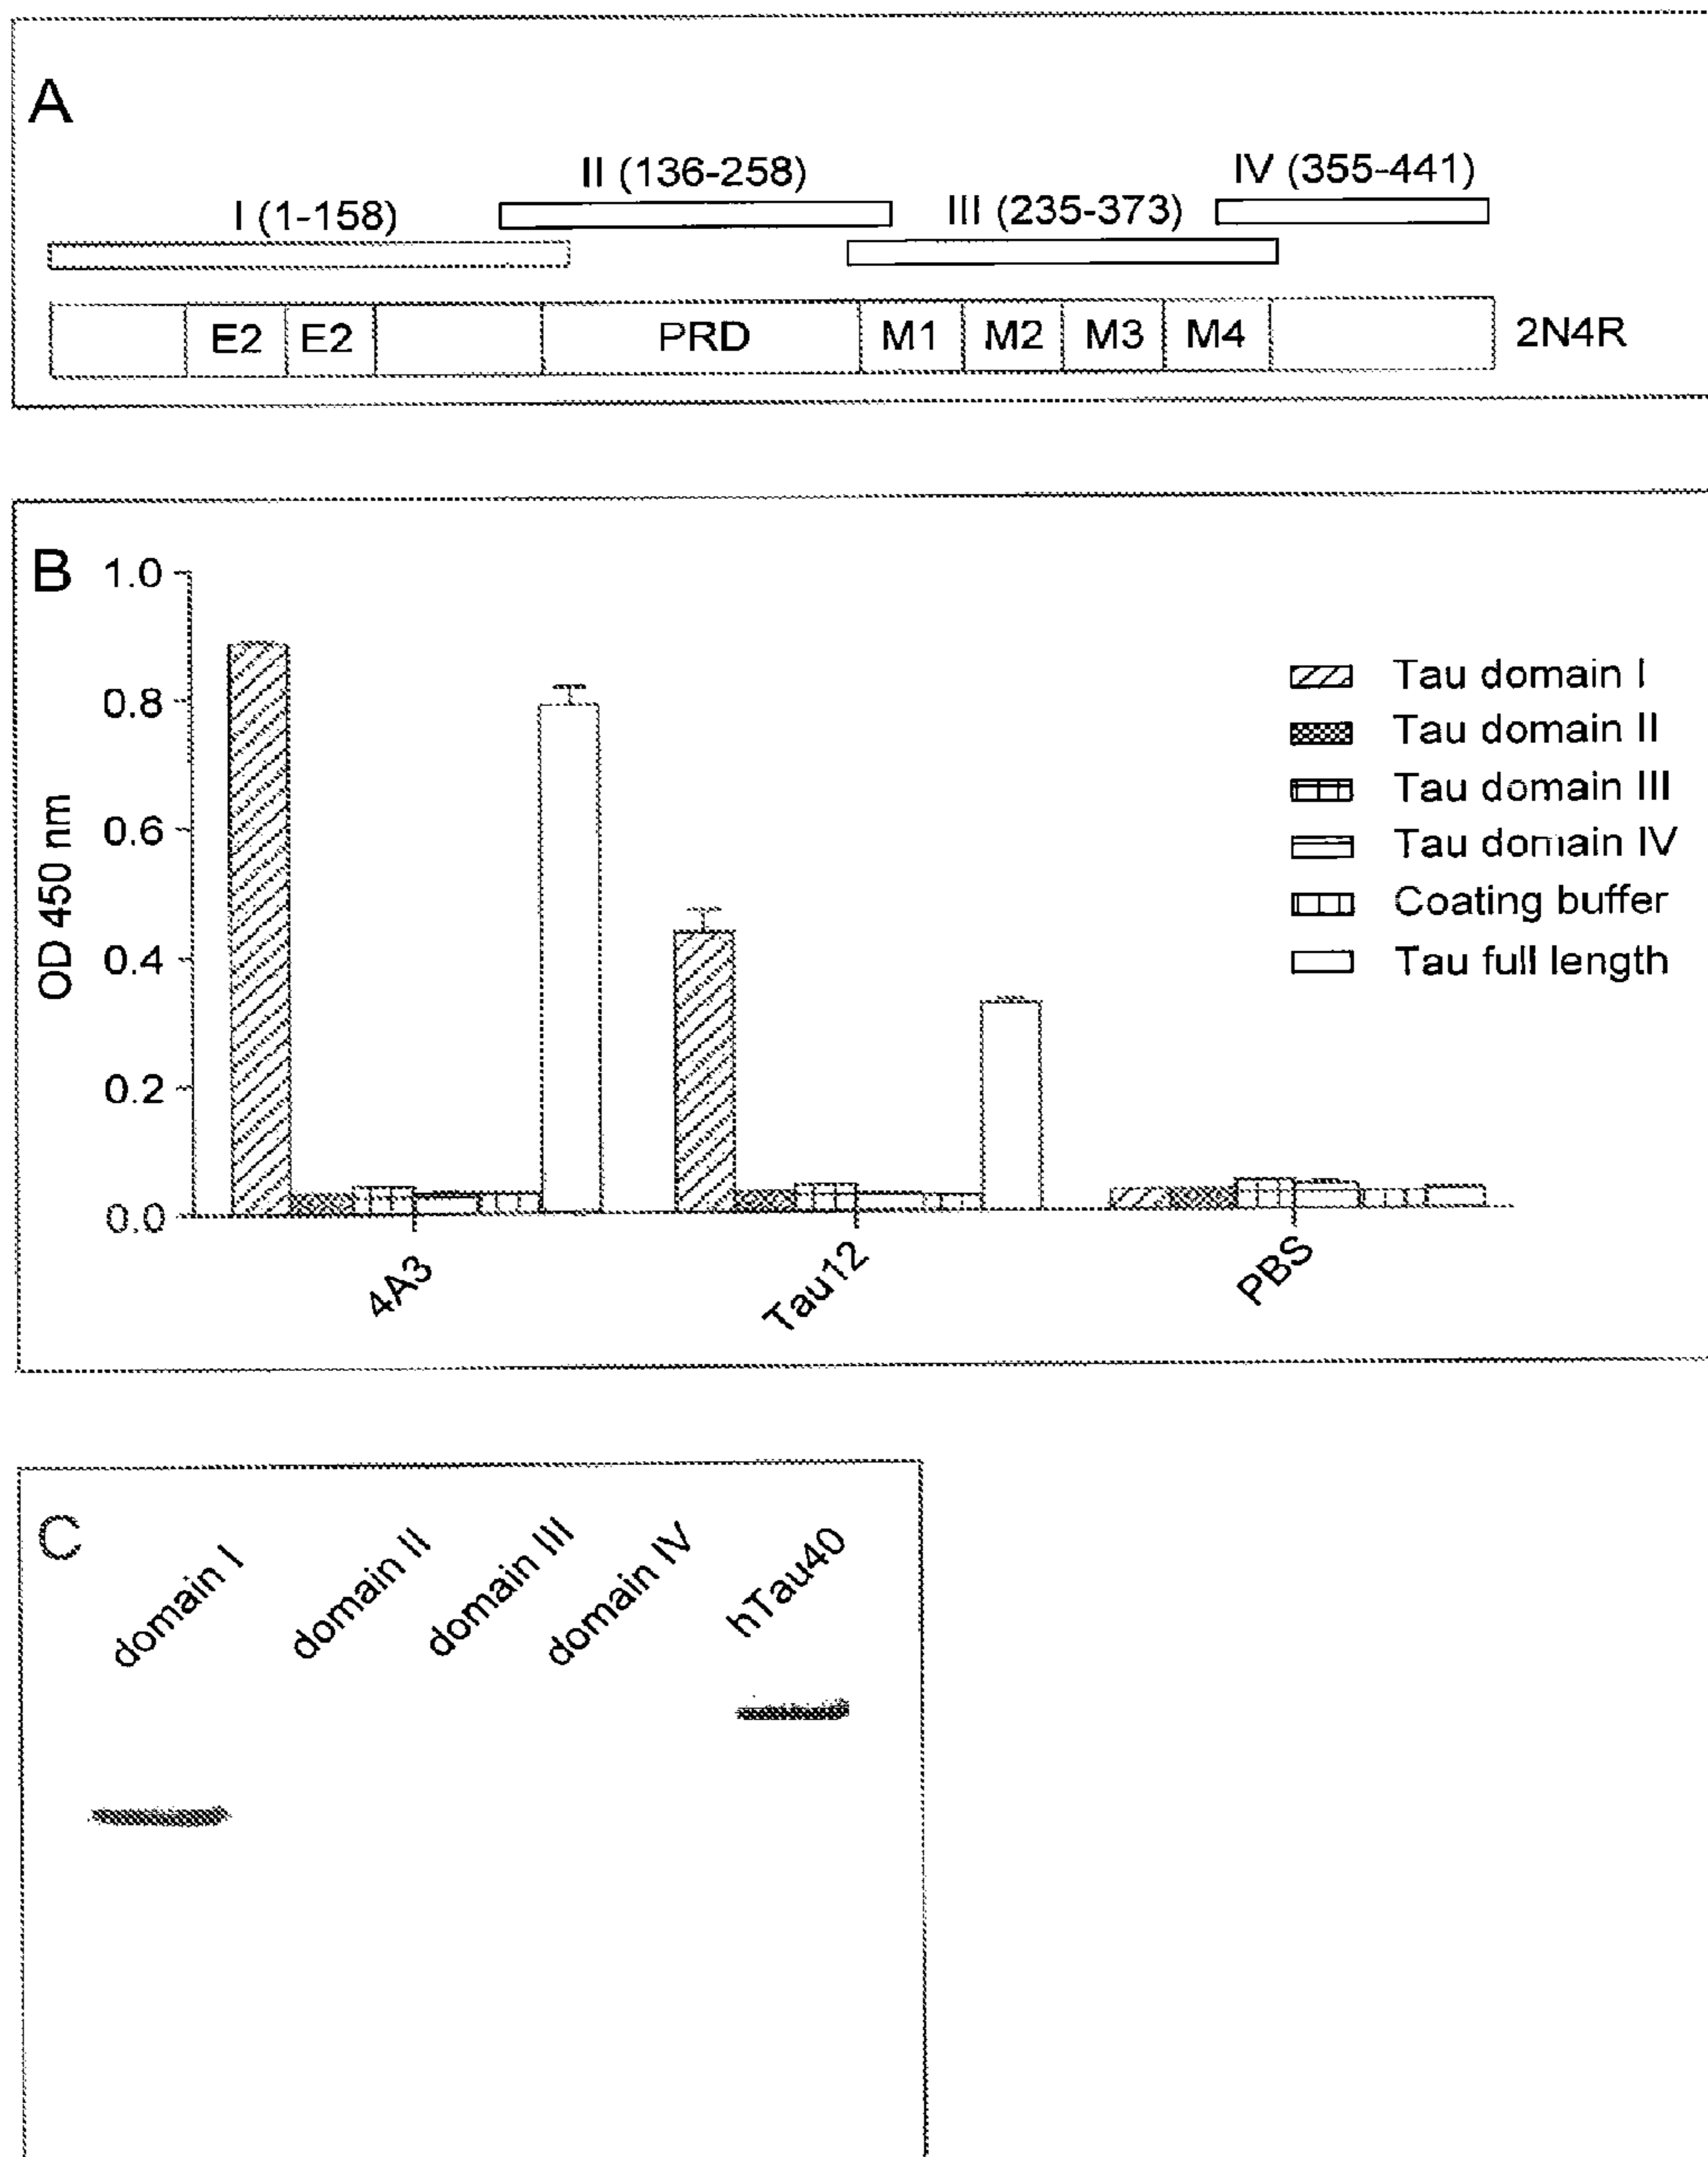 A
II (136-258)
IV (355-441)
I (1-158)
III (235-373)
E2 E2 PRD M1 M2 M3 M4 2N4R
B
1.0
0.8
0.6
0.4
0.2
0.0
OD 450 nm
Tau domain I
Tau domain II
Tau domain III
Tau domain IV
Coating buffer
Tau full length
4A3 Tau12 PBS
C
domain I domain II domain III domain IV hTau40